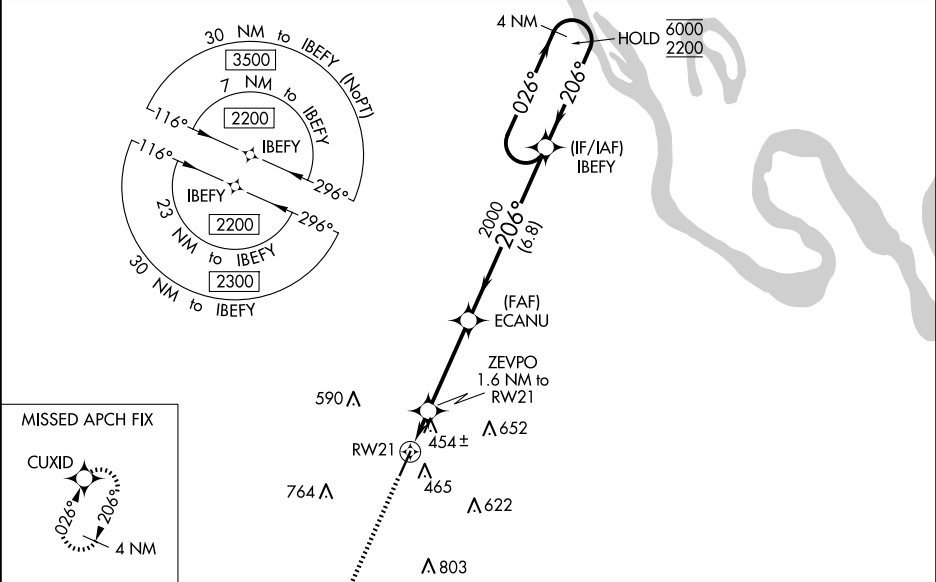 30 NM to IBEFY (NoPT)
3500
7 NM to IBEFY
2200
116°
IBEFY
296°
116°
IBEFY
296°
2200
23 NM to IBEFY
2300
30 NM to IBEFY
4 NM
HOLD 6000
2200
026°
206°
(IF/IAF)
IBEFY
2000
206°
(6.8)
(FAF)
ECANU
ZEVPO
1.6 NM to
RW21
590
454±
652
RW21
465
764
622
803
MISSED APCH FIX
CUXID
026°
206°
4 NM